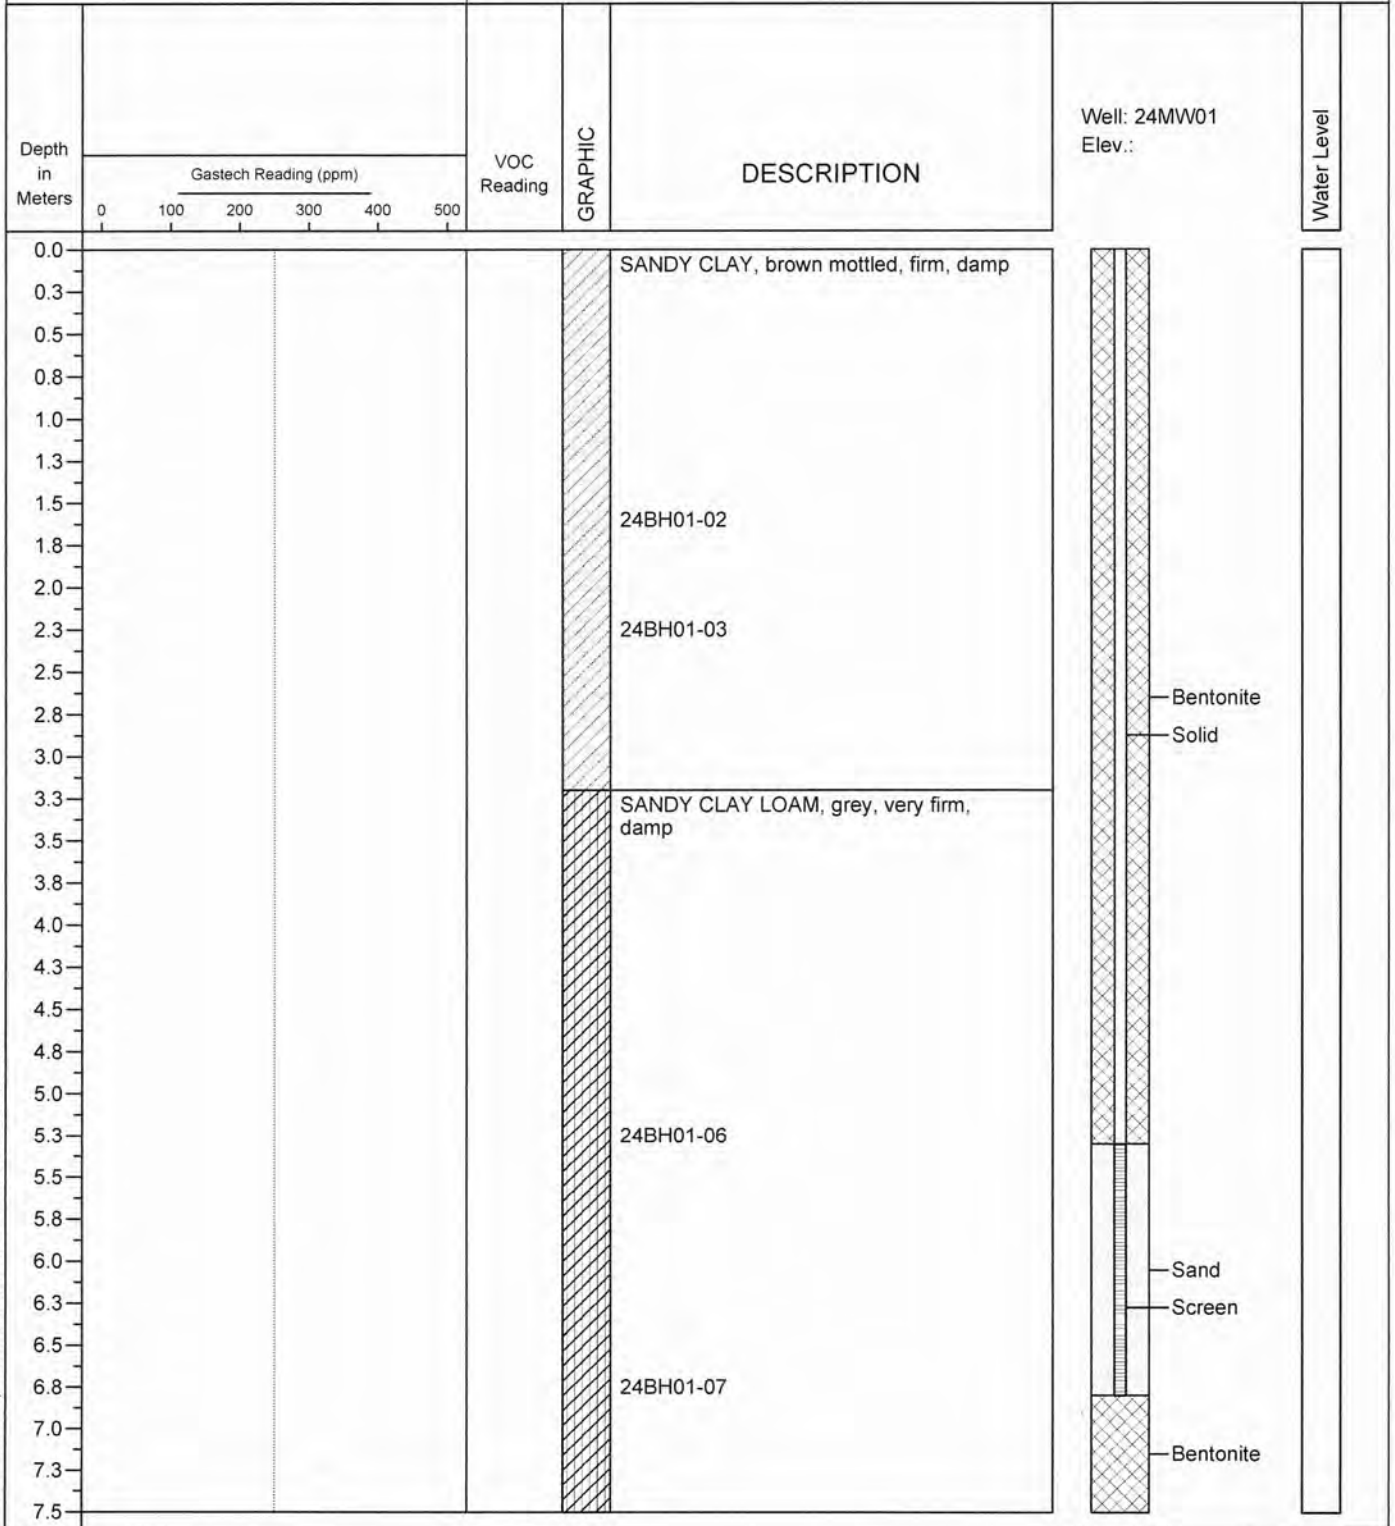 Depth
in
Meters
Gastech Reading (ppm)
0 100 200 300 400 500
VOC
Reading
GRAPHIC
DESCRIPTION
Well: 24MW01
Elev.:
Water Level
0.0
0.3
0.5
0.8
1.0
1.3
1.5
1.8
2.0
2.3
2.5
2.8
3.0
3.3
3.5
3.8
4.0
4.3
4.5
4.8
5.0
5.3
5.5
5.8
6.0
6.3
6.5
6.8
7.0
7.3
7.5
SANDY CLAY, brown mottled, firm, damp
24BH01-02
24BH01-03
SANDY CLAY LOAM, grey, very firm,
damp
24BH01-06
24BH01-07
Bentonite
Solid
Sand
Screen
Bentonite